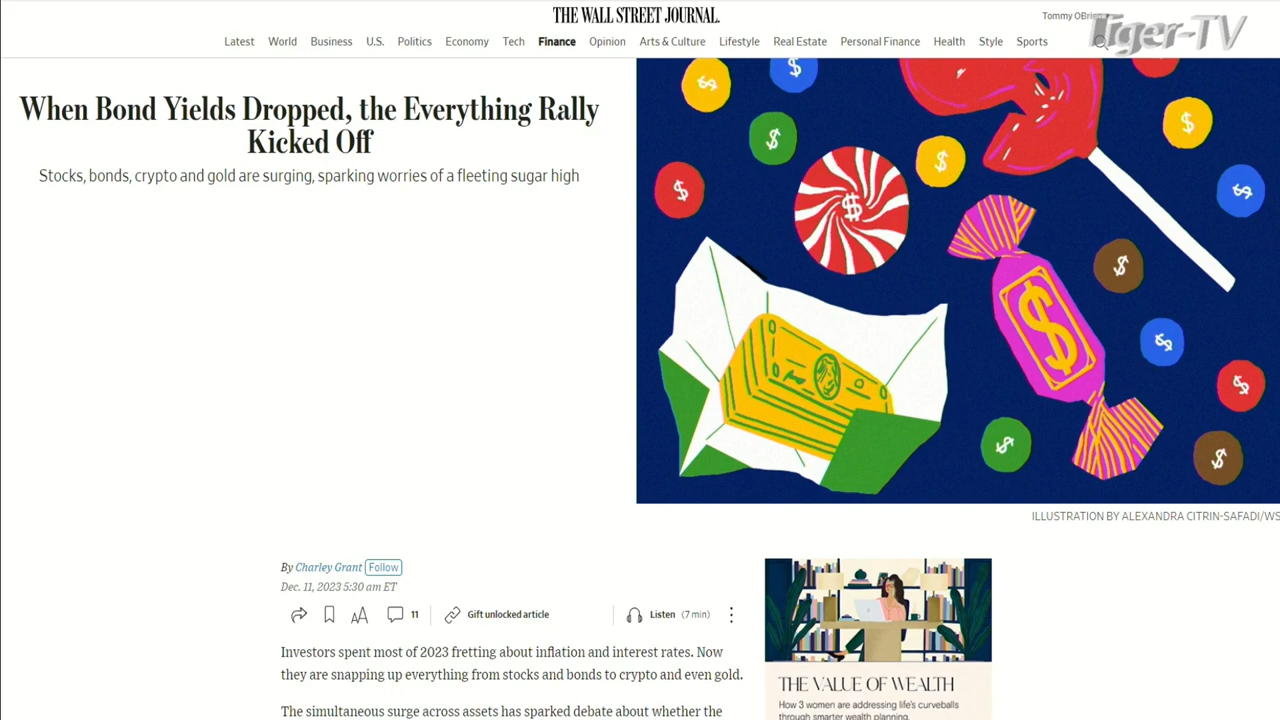 THE WALL STREET JOURNAL.
Tommy OBrien
Tiger-TV
Latest World Business U.S. Politics Economy Tech Finance Opinion Arts & Culture Lifestyle Real Estate Personal Finance Health Style Sports
When Bond Yields Dropped, the Everything Rally
Kicked Off
Stocks, bonds, crypto and gold are surging, sparking worries of a fleeting sugar high
ILLUSTRATION BY ALEXANDRA CITRIN-SAFADI/WS
By Charley Grant Follow
Dec. 11, 2023 5:30 am ET
AA 11 Gift unlocked article Listen (7 min)
Investors spent most of 2023 fretting about inflation and interest rates. Now
they are snapping up everything from stocks and bonds to crypto and even gold.
The simultaneous surge across assets has sparked debate about whether the
THE VALUE OF WEALTH
How 3 women are addressing life's curveballs
through smarter wealth planning.